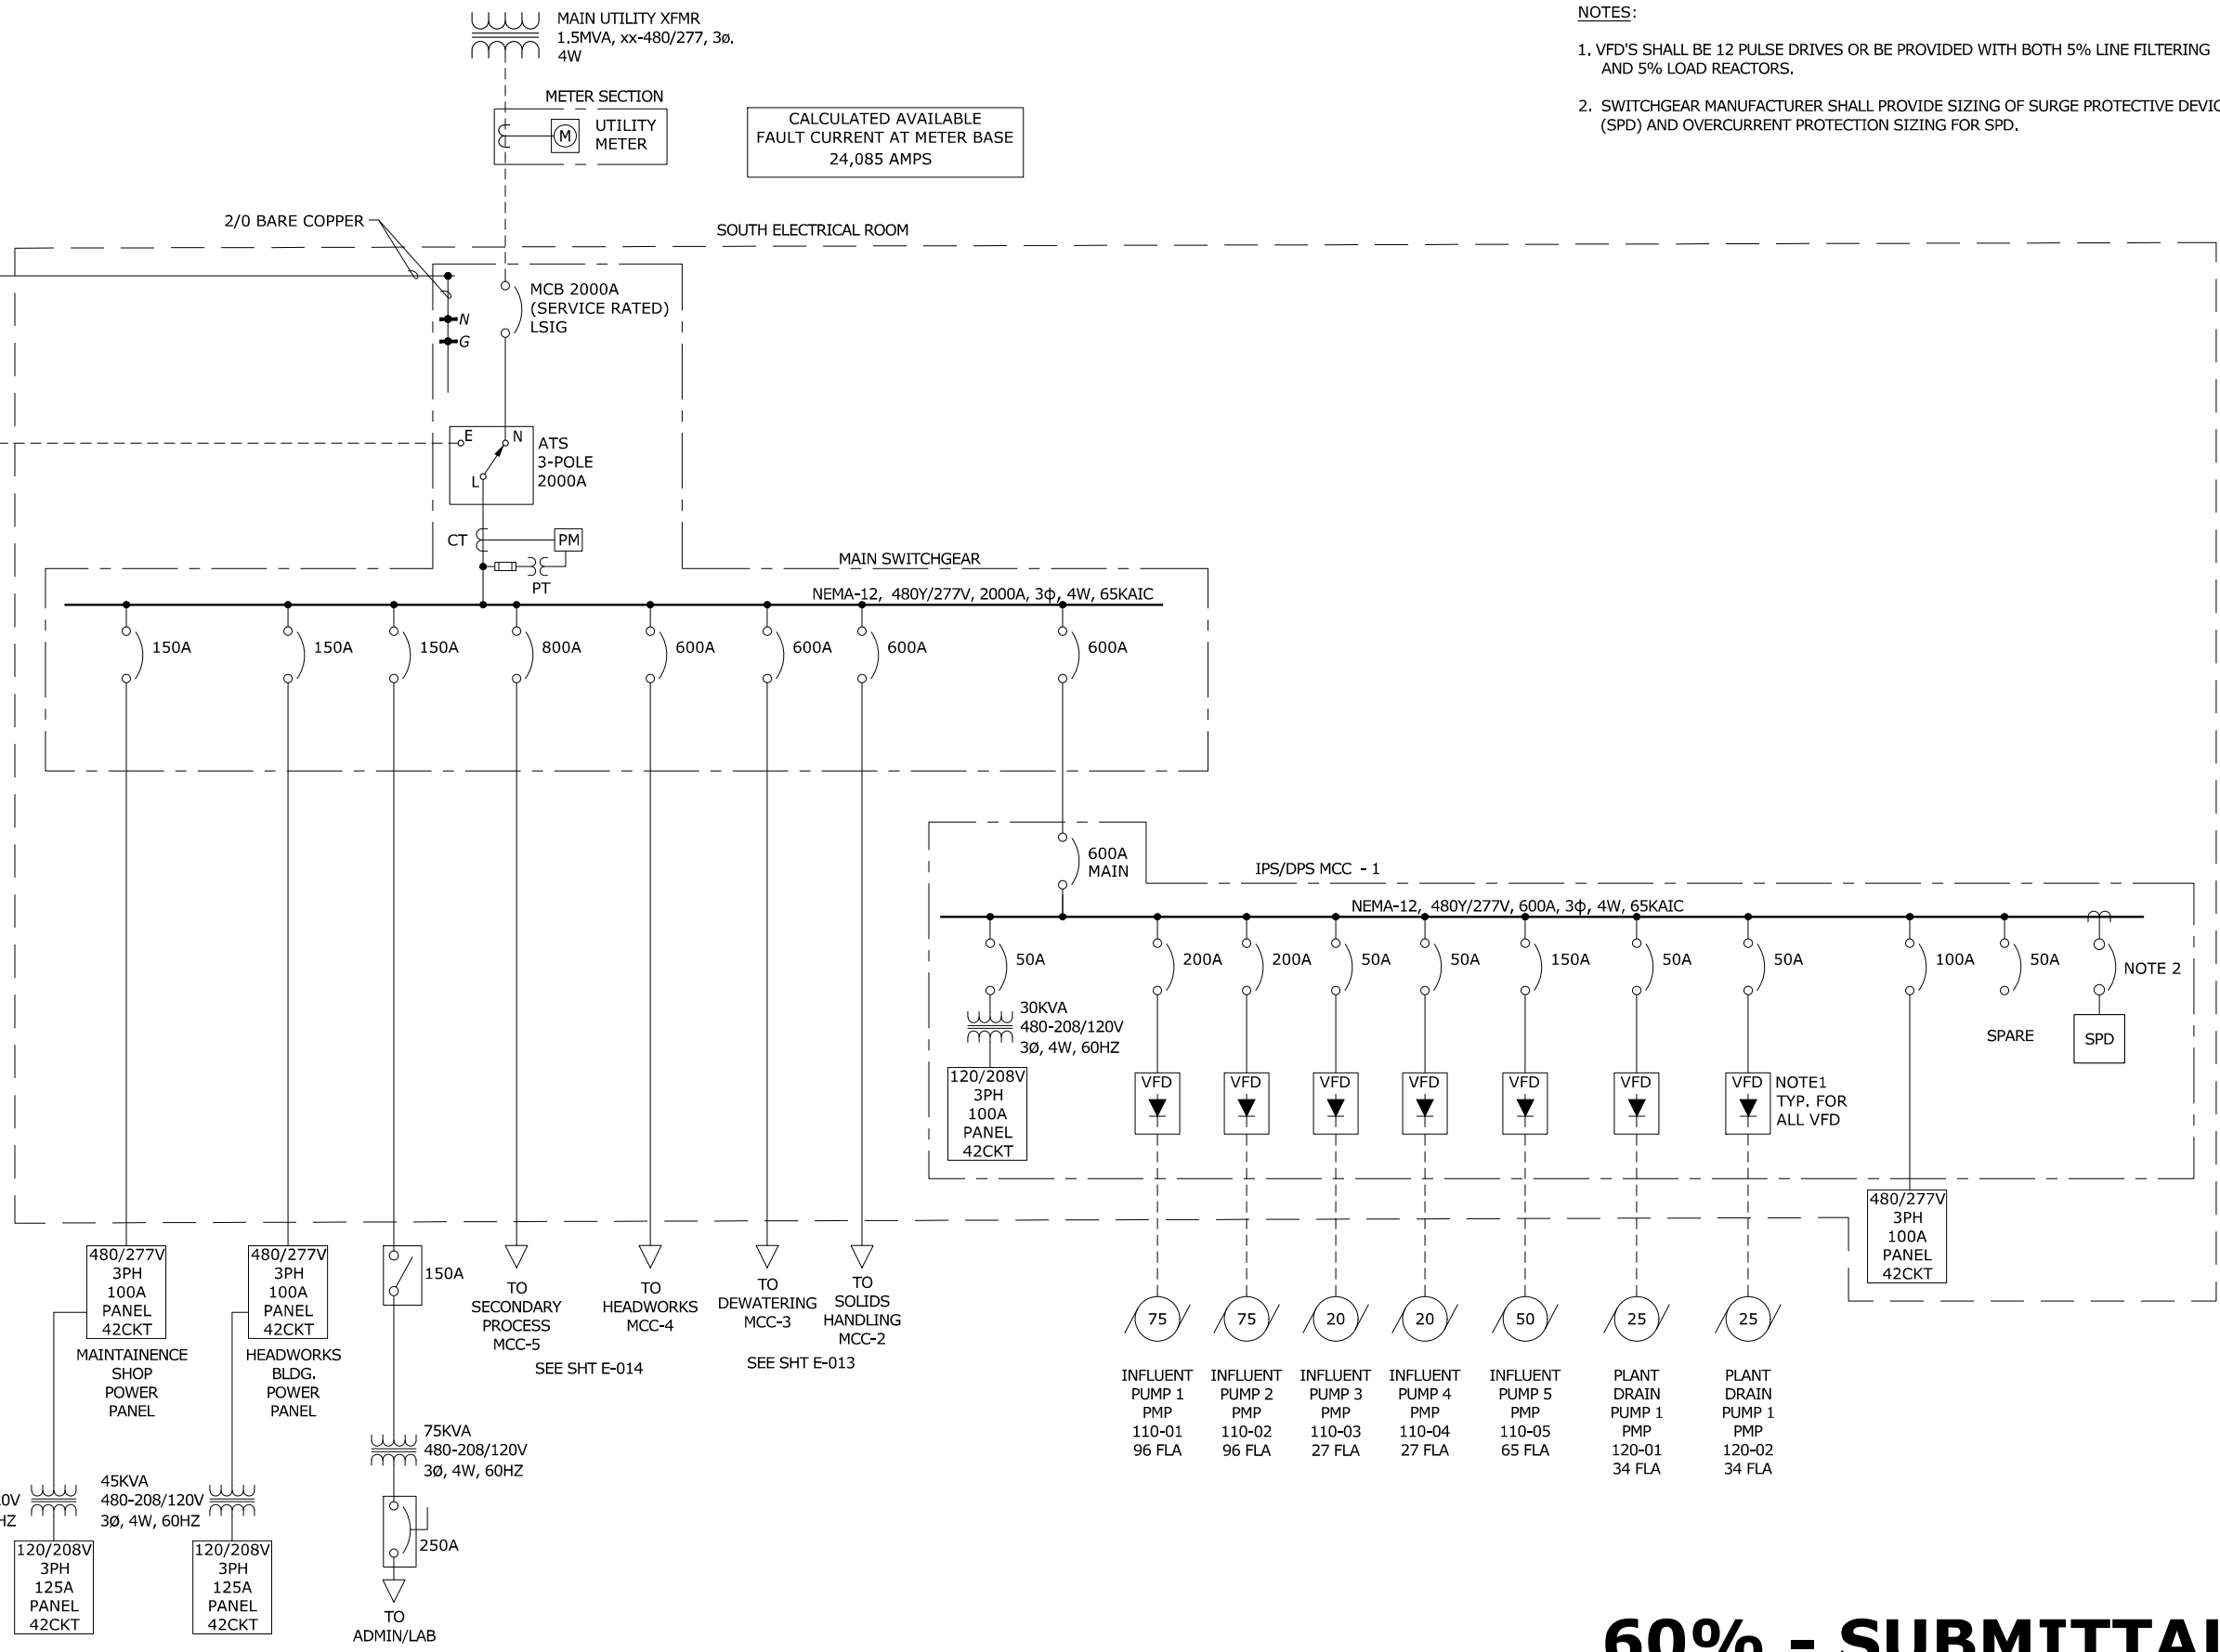 MAIN UTILITY XFMR
1.5MVA, xx-480/277, 3ø.
4W
METER SECTION
M
UTILITY
METER
CALCULATED AVAILABLE
FAULT CURRENT AT METER BASE
24,085 AMPS
NOTES:
1. VFD'S SHALL BE 12 PULSE DRIVES OR BE PROVIDED WITH BOTH 5% LINE FILTERING
AND 5% LOAD REACTORS.
2. SWITCHGEAR MANUFACTURER SHALL PROVIDE SIZING OF SURGE PROTECTIVE DEVIC
(SPD) AND OVERCURRENT PROTECTION SIZING FOR SPD.
2/0 BARE COPPER
SOUTH ELECTRICAL ROOM
MCB 2000A
(SERVICE RATED)
LSIG
N
G
E
N
L
ATS
3-POLE
2000A
CT
PM
PT
MAIN SWITCHGEAR
NEMA-12, 480Y/277V, 2000A, 3ϕ, 4W, 65KAIC
150A
150A
150A
800A
600A
600A
600A
600A
600A
MAIN
IPS/DPS MCC - 1
NEMA-12, 480Y/277V, 600A, 3ϕ, 4W, 65KAIC
50A
200A
200A
50A
50A
150A
50A
50A
100A
50A
NOTE 2
30KVA
480-208/120V
3Ø, 4W, 60HZ
120/208V
3PH
100A
PANEL
42CKT
VFD
VFD
VFD
VFD
VFD
VFD
VFD
NOTE1
TYP. FOR
ALL VFD
SPARE
SPD
480/277V
3PH
100A
PANEL
42CKT
480/277V
3PH
100A
PANEL
42CKT
MAINTAINENCE
SHOP
POWER
PANEL
480/277V
3PH
100A
PANEL
42CKT
HEADWORKS
BLDG.
POWER
PANEL
150A
TO
SECONDARY
PROCESS
MCC-5
TO
HEADWORKS
MCC-4
SEE SHT E-014
TO
DEWATERING
MCC-3
TO
SOLIDS
HANDLING
MCC-2
SEE SHT E-013
75
75
20
20
50
25
25
INFLUENT
PUMP 1
PMP
110-01
96 FLA
INFLUENT
PUMP 2
PMP
110-02
96 FLA
INFLUENT
PUMP 3
PMP
110-03
27 FLA
INFLUENT
PUMP 4
PMP
110-04
27 FLA
INFLUENT
PUMP 5
PMP
110-05
65 FLA
PLANT
DRAIN
PUMP 1
PMP
120-01
34 FLA
PLANT
DRAIN
PUMP 1
PMP
120-02
34 FLA
75KVA
480-208/120V
3Ø, 4W, 60HZ
20V
HZ
45KVA
480-208/120V
3Ø, 4W, 60HZ
120/208V
3PH
125A
PANEL
42CKT
120/208V
3PH
125A
PANEL
42CKT
250A
TO
ADMIN/LAB
60% - SUBMITTAL